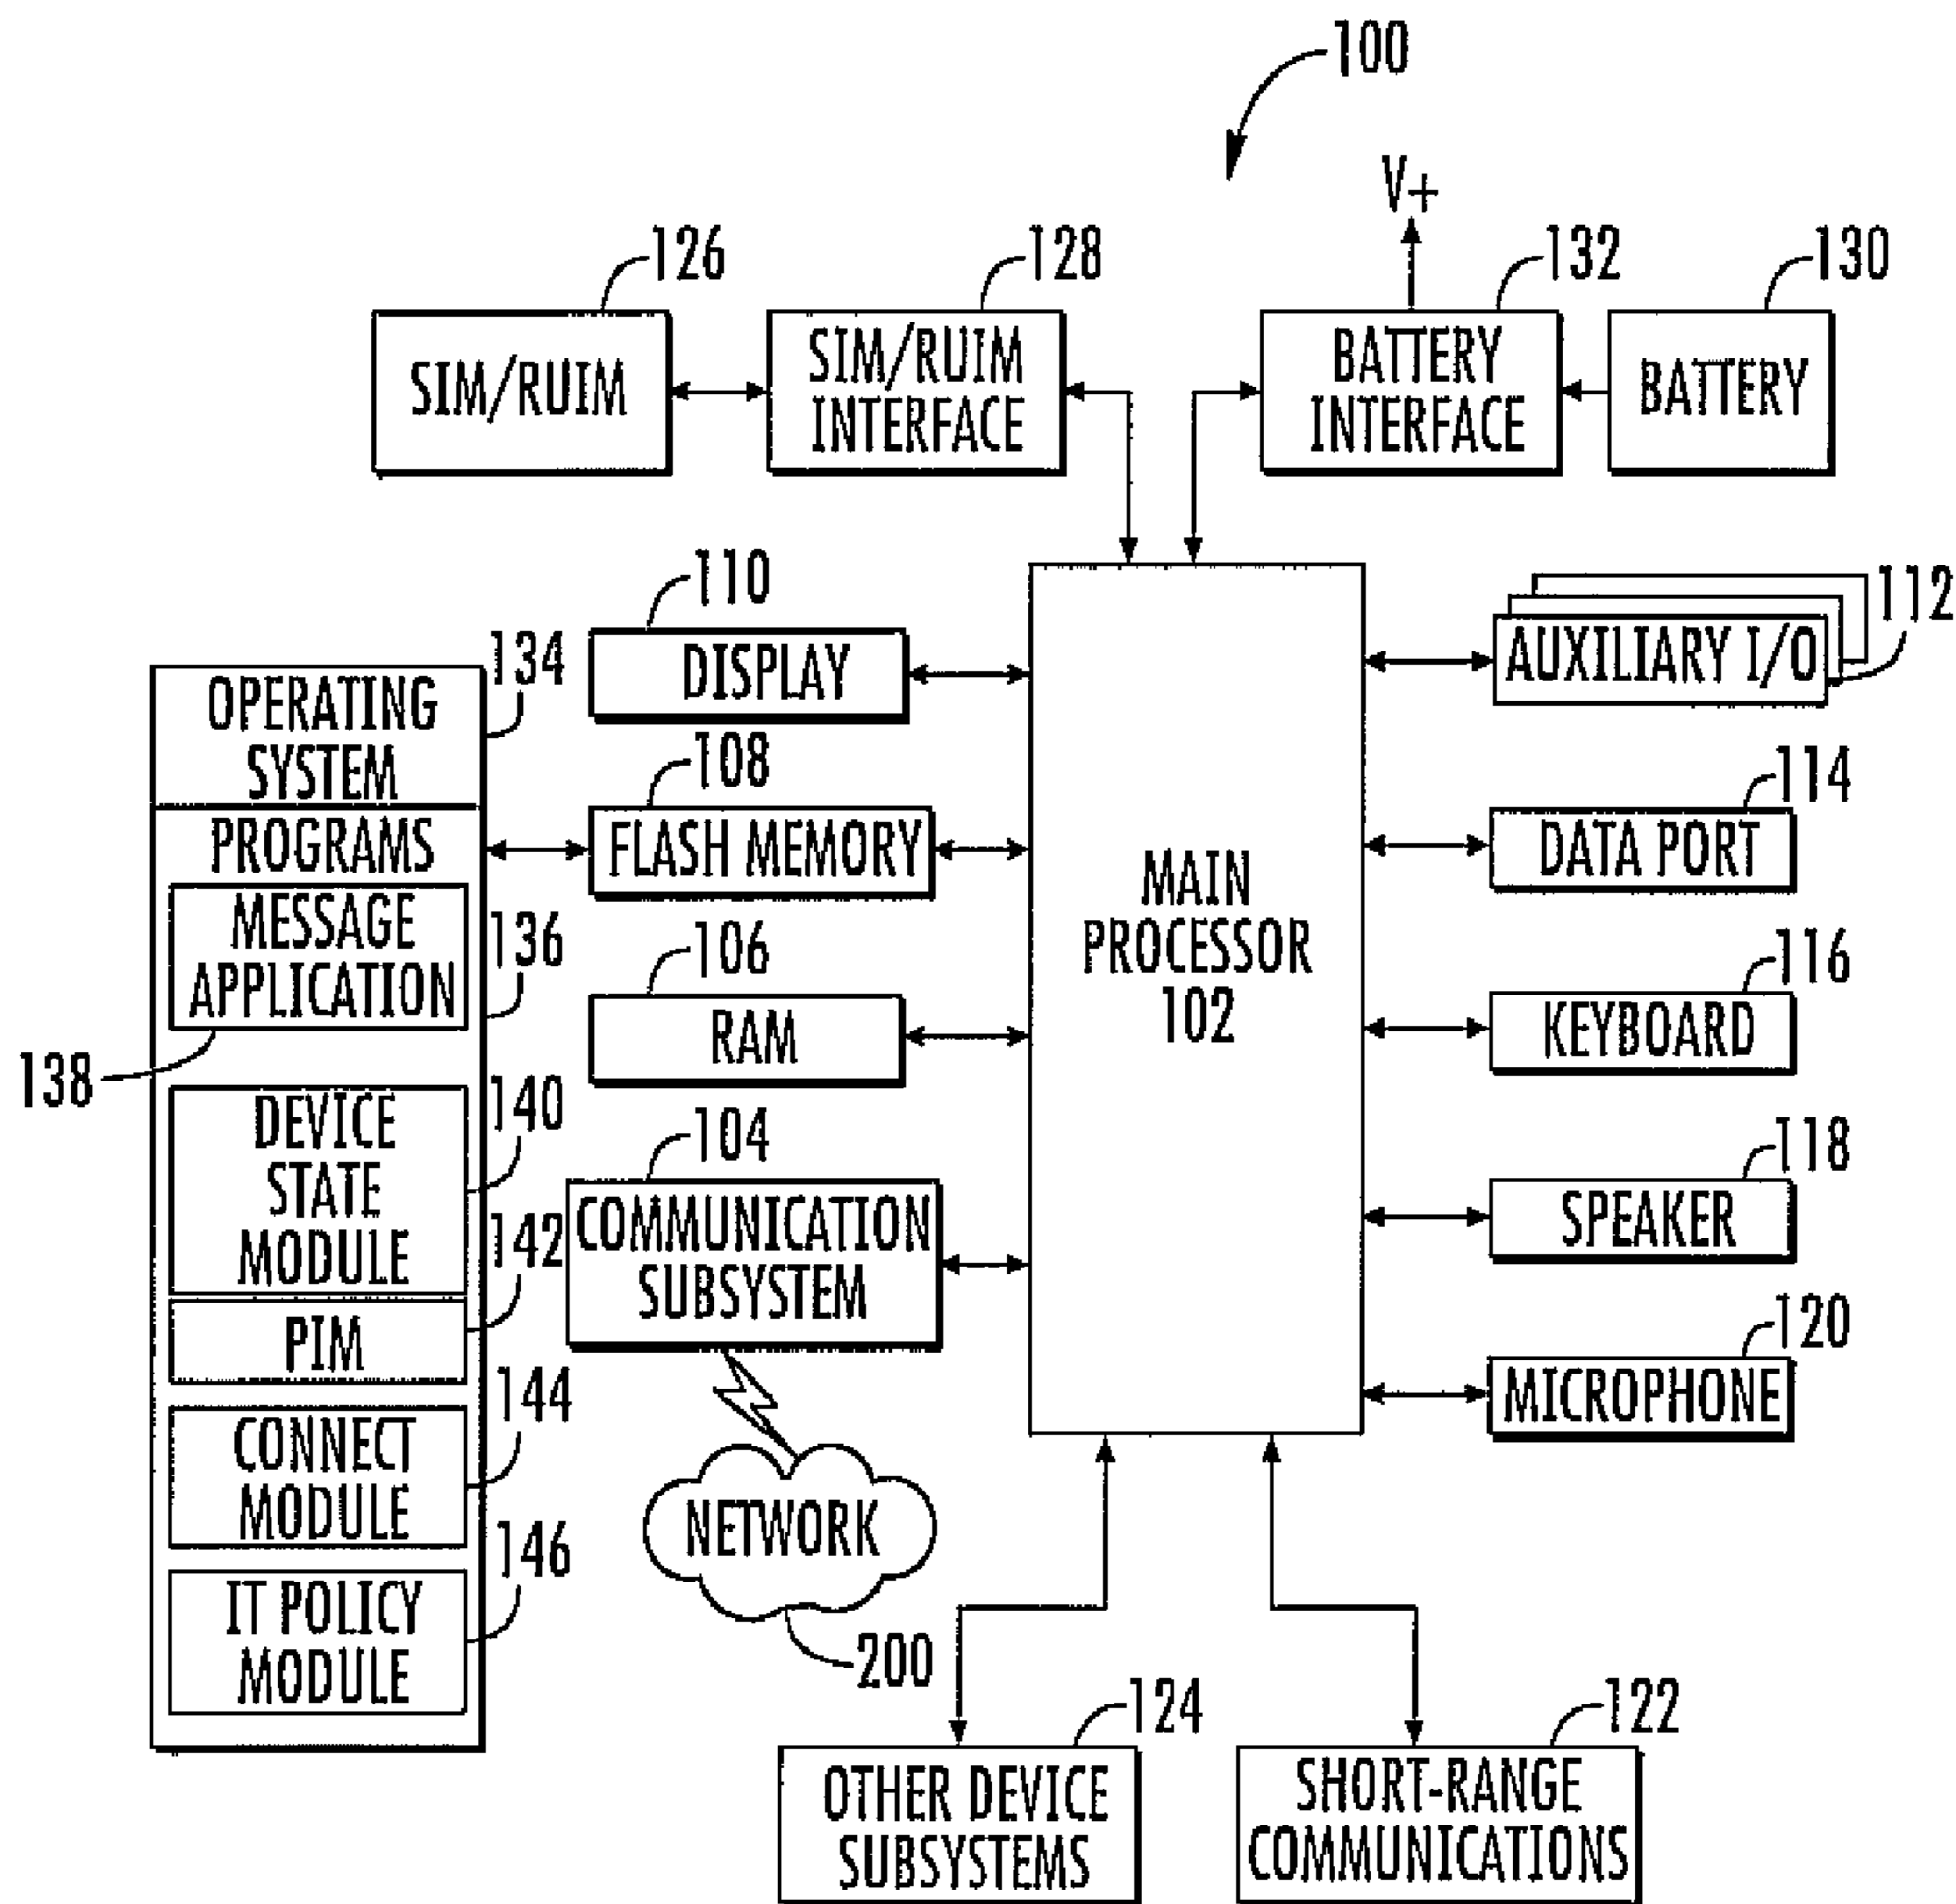 100
V+
126
128
132
130
SIM/RUIM
SIM/RUIM
INTERFACE
BATTERY
INTERFACE
BATTERY
110
DISPLAY
112
AUXILIARY I/O
134
OPERATING
SYSTEM
108
FLASH MEMORY
PROGRAMS
MESSAGE
APPLICATION
136
138
106
RAM
MAIN
PROCESSOR
102
114
DATA PORT
116
KEYBOARD
140
DEVICE
STATE
MODULE
104
COMMUNICATION
SUBSYSTEM
118
SPEAKER
142
PIM
120
MICROPHONE
144
CONNECT
MODULE
NETWORK
200
146
IT POLICY
MODULE
124
OTHER DEVICE
SUBSYSTEMS
122
SHORT-RANGE
COMMUNICATIONS